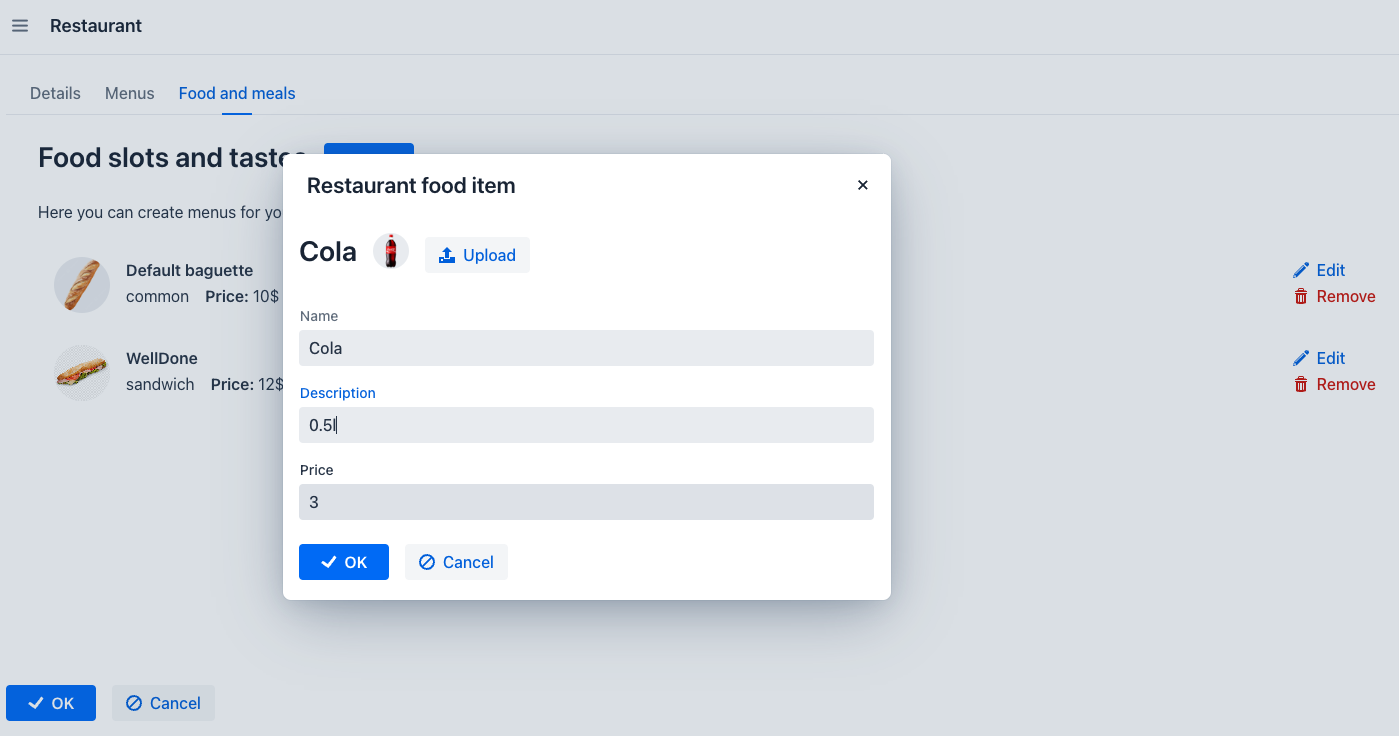 Restaurant
Details Menus Food and meals
Food slots and tastes
Here you can create menus for yo
Default baguette
common Price: 10$
Edit
Remove
WellDone
sandwich Price: 12$
Edit
Remove
Restaurant food item
Cola Upload
Name
Cola
Description
0.5l
Price
3
OK Cancel
OK Cancel